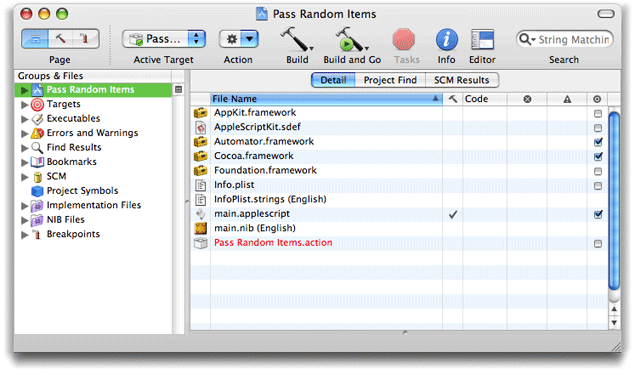 Pass Random Items
Pass...
String Matchin
Page
Active Target
Action
Build
Build and Go
Tasks
Info
Editor
Search
Groups & Files
Pass Random Items
Targets
Executables
Errors and Warnings
Find Results
Bookmarks
SCM
Project Symbols
Implementation Files
NIB Files
Breakpoints
Detail
Project Find
SCM Results
File Name
Code
AppKit.framework
AppleScriptKit.sdef
Automator.framework
Cocoa.framework
Foundation.framework
Info.plist
InfoPlist.strings (English)
main.applescript
main.nib (English)
Pass Random Items.action